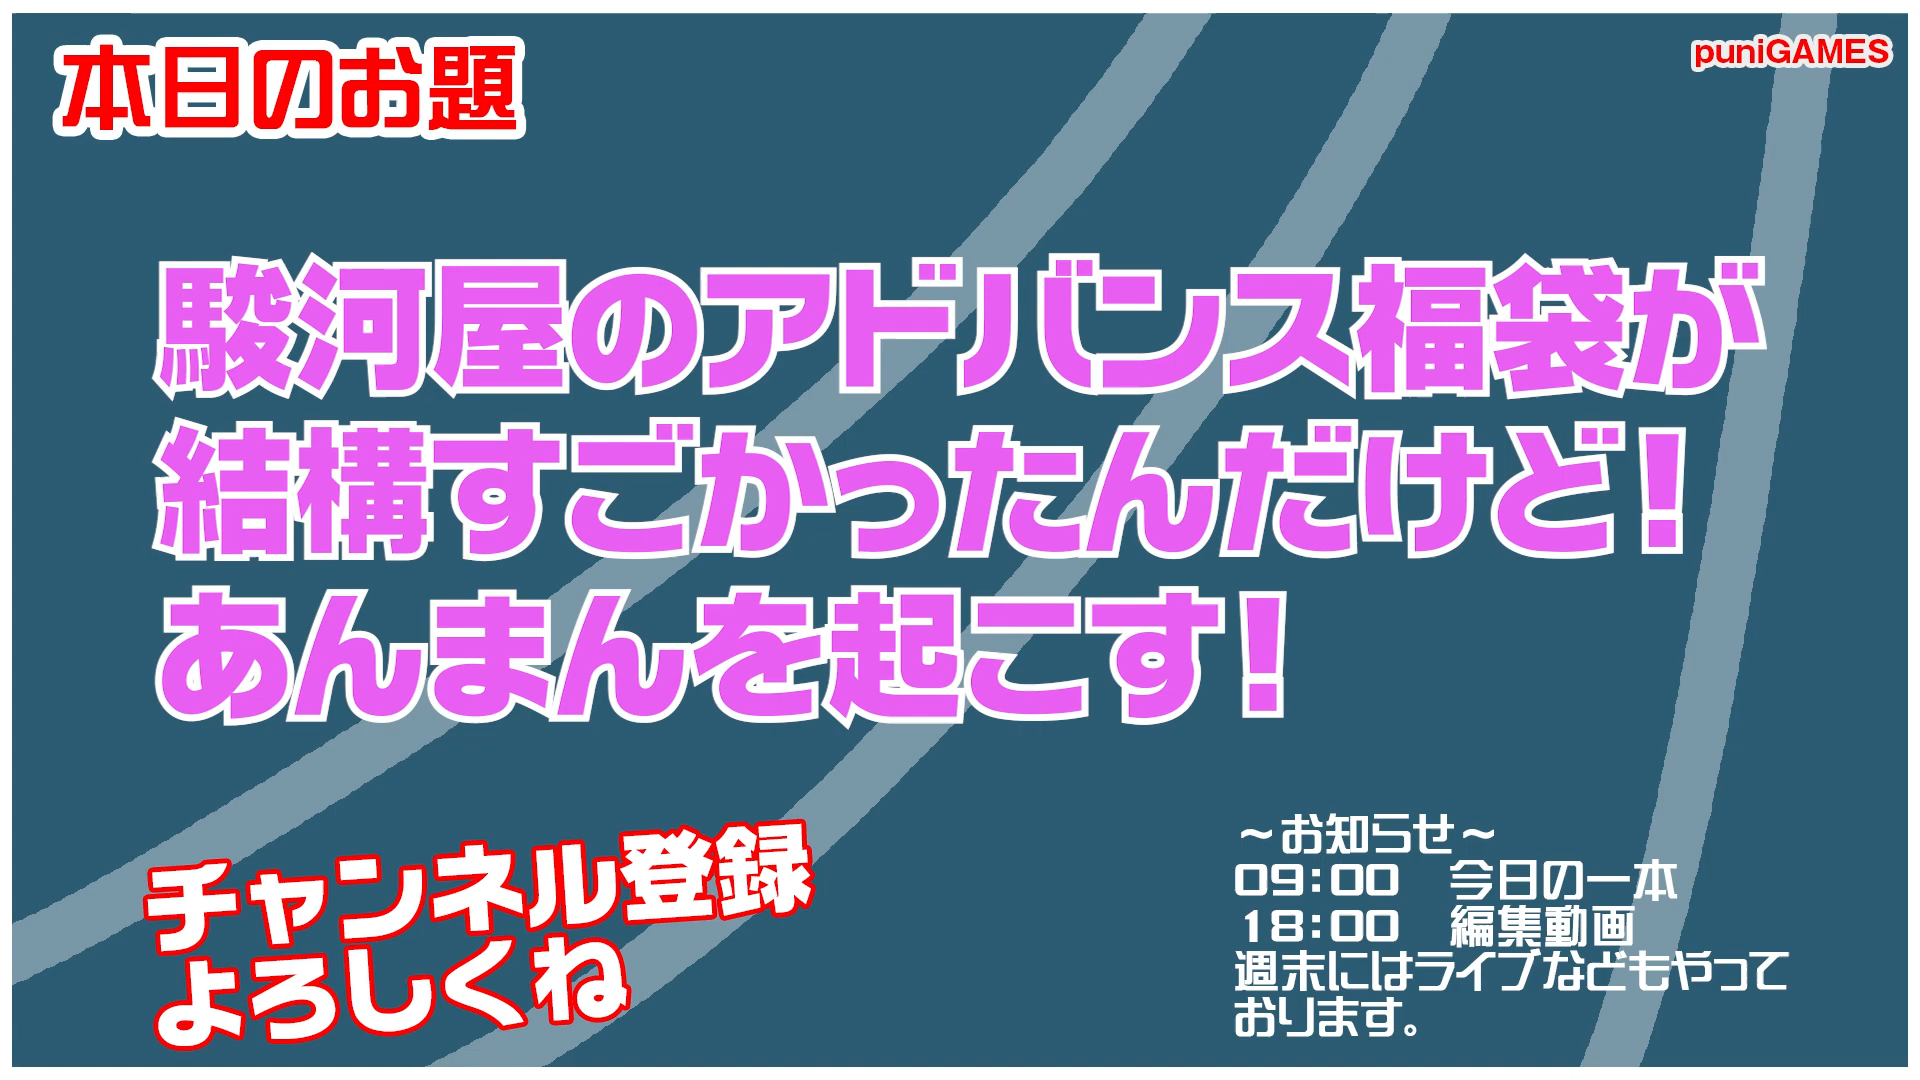 本日のお題
puniGAMES
駿河屋のアドバンス福袋が
結構すごかったんだけど！
あんまんを起こす！
チャンネル登録
よろしくね
～お知らせ～
09:00 今日の一本
18:00 編集動画
週末にはライブなどもやって
おります。